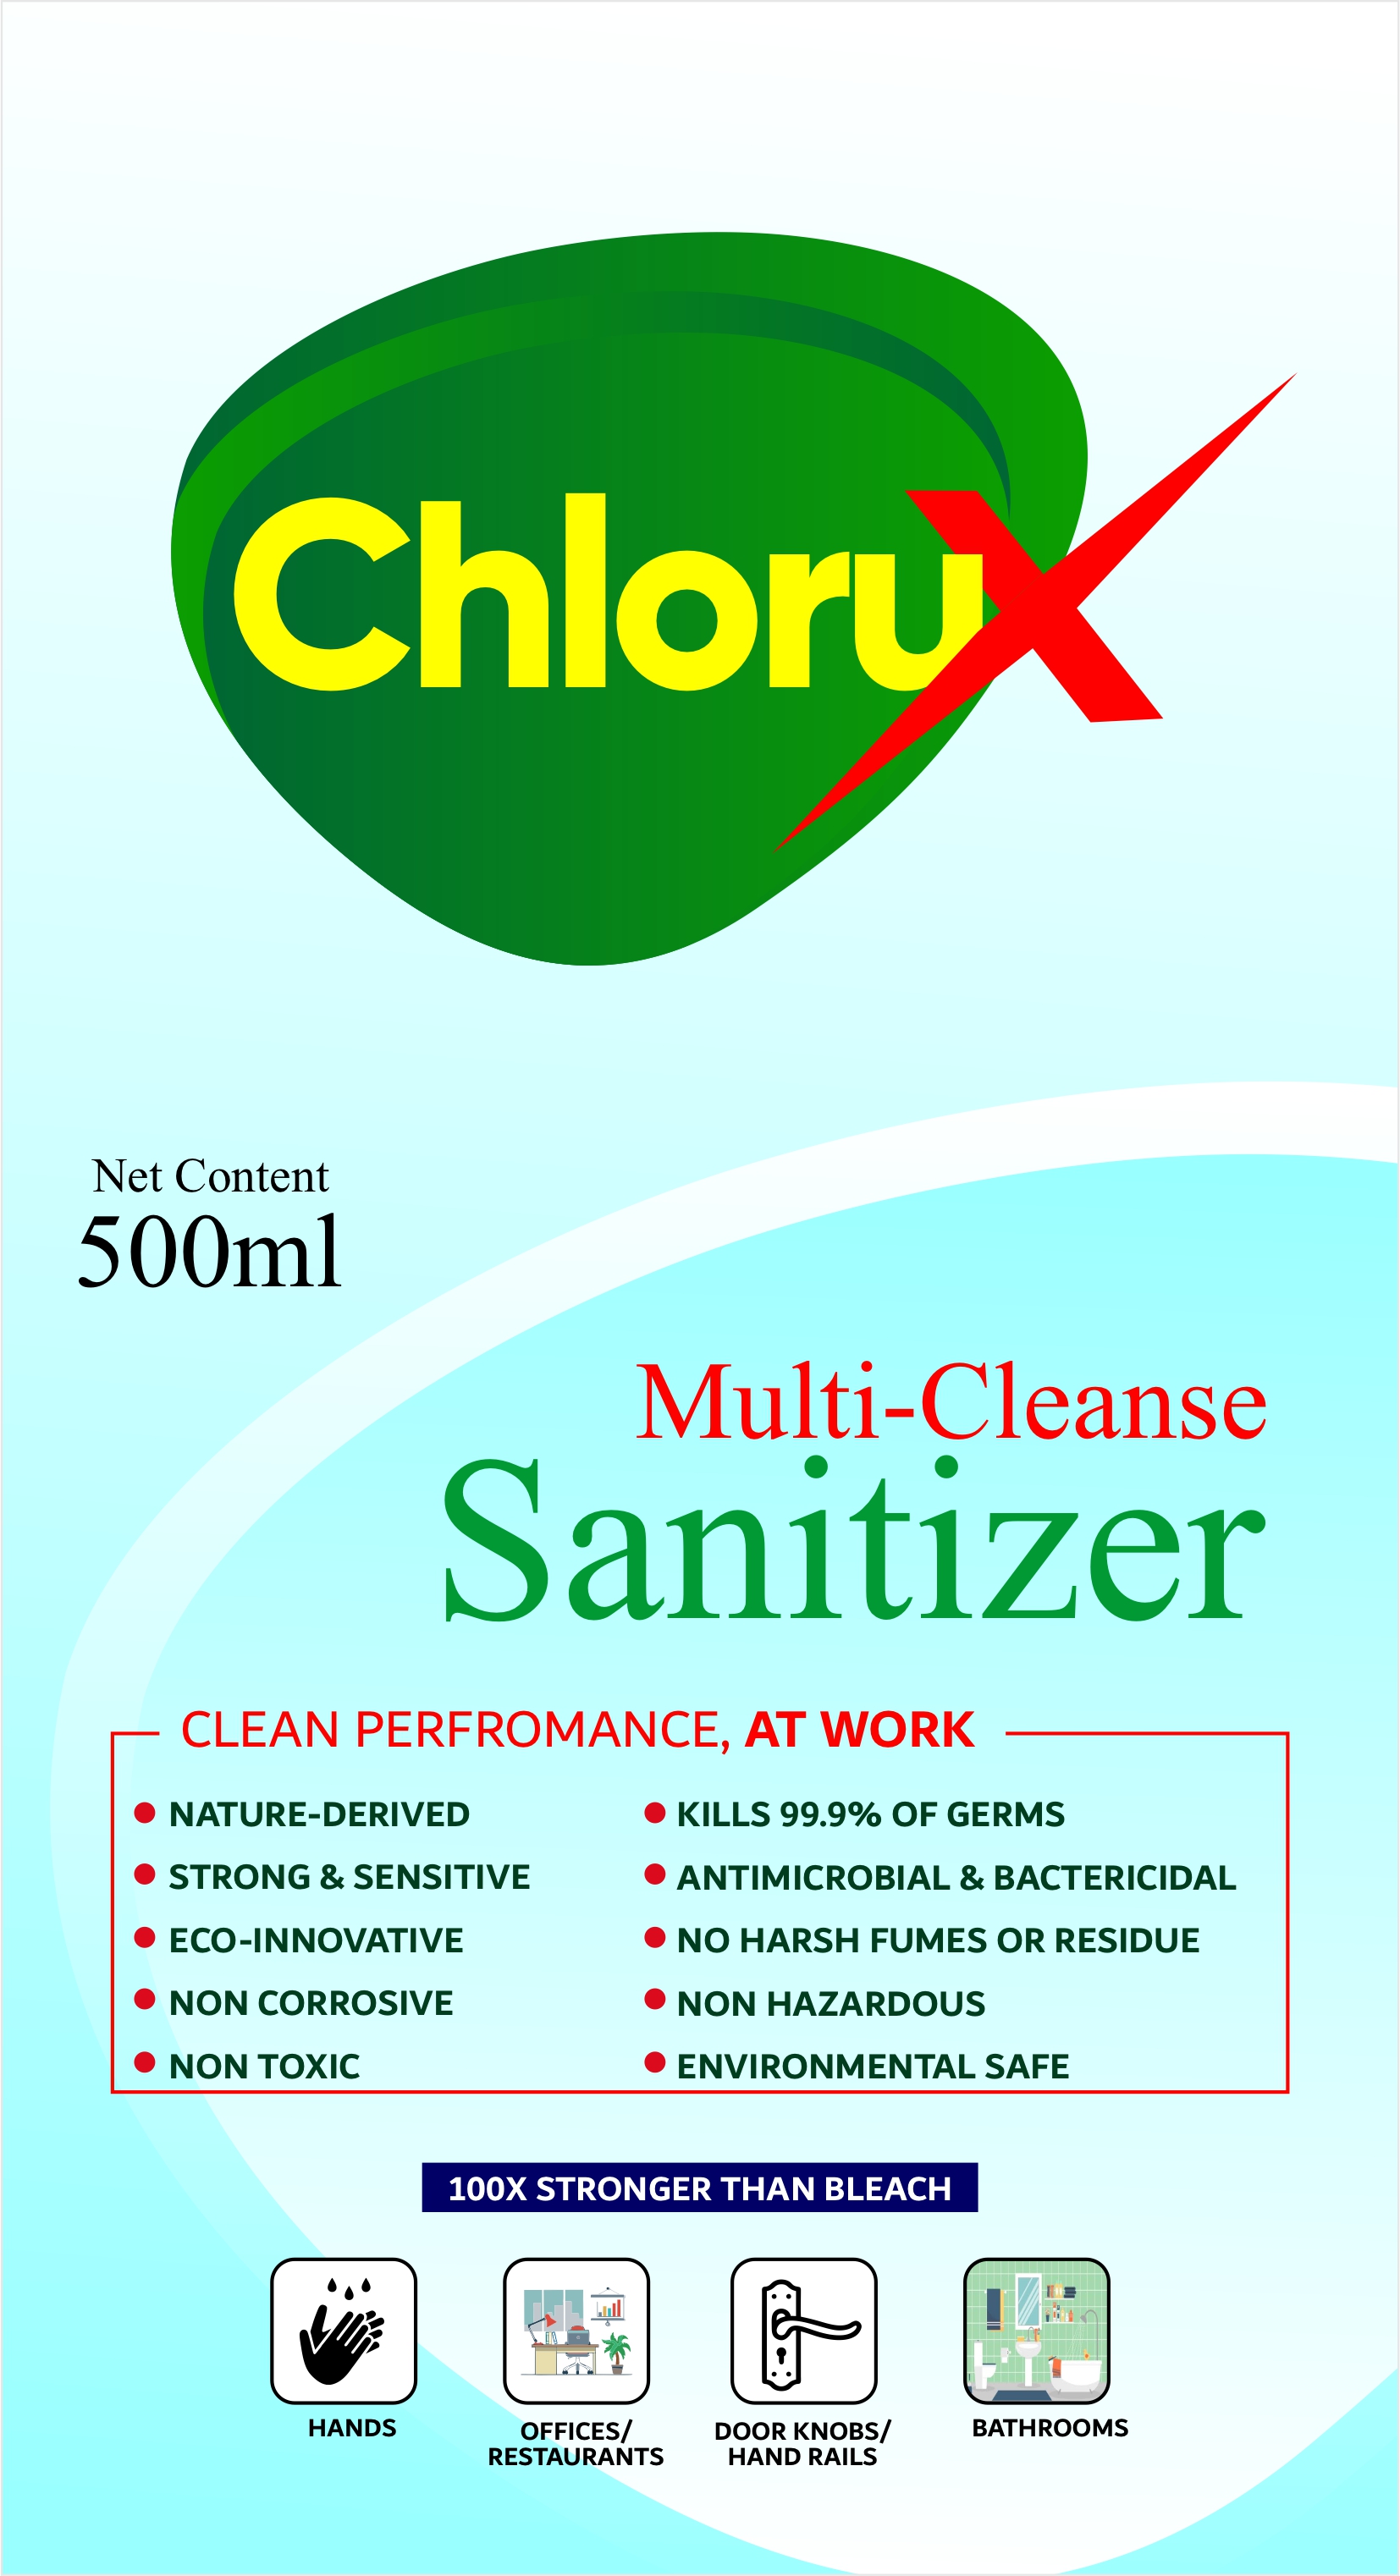 ChloruX
Net Content
500ml
Multi-Cleanse
Sanitizer
CLEAN PERFROMANCE, AT WORK
NATURE-DERIVED
STRONG & SENSITIVE
ECO-INNOVATIVE
NON CORROSIVE
NON TOXIC
KILLS 99.9% OF GERMS
ANTIMICROBIAL & BACTERICIDAL
NO HARSH FUMES OR RESIDUE
NON HAZARDOUS
ENVIRONMENTAL SAFE
100X STRONGER THAN BLEACH
HANDS
OFFICES/
RESTAURANTS
DOOR KNOBS/
HAND RAILS
BATHROOMS